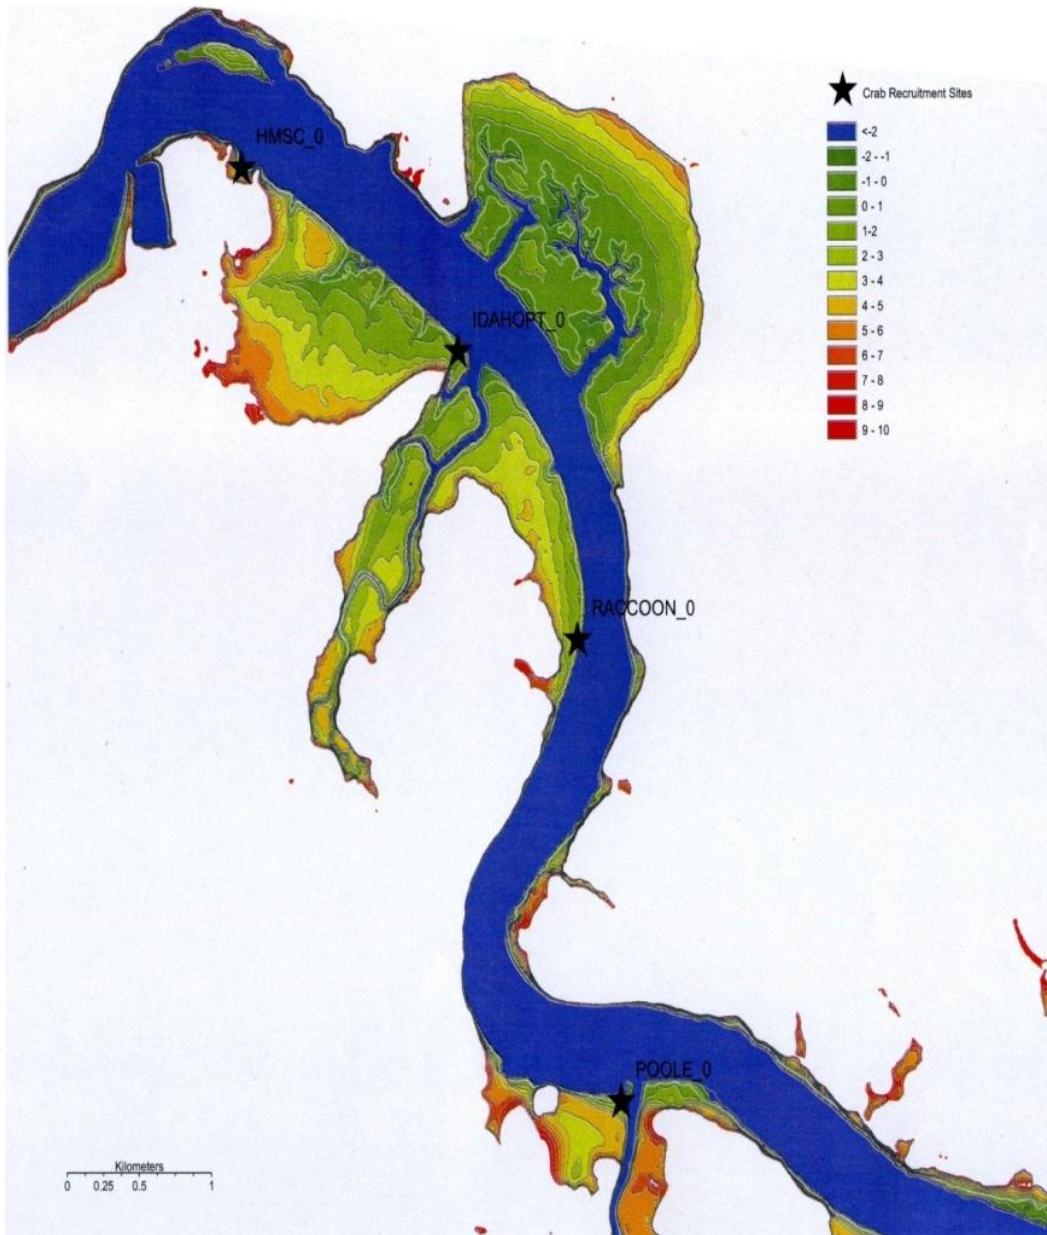 Crab Recruitment Sites
HMSC_0
<-2
-2 - -1
-1 - 0
0 - 1
1-2
2 - 3
3 - 4
4 - 5
5 - 6
6 - 7
7 - 8
8 - 9
9 - 10
IDAHOPT_0
RACCOON_0
POOLE_0
Kilometers
0 0.25 0.5 1